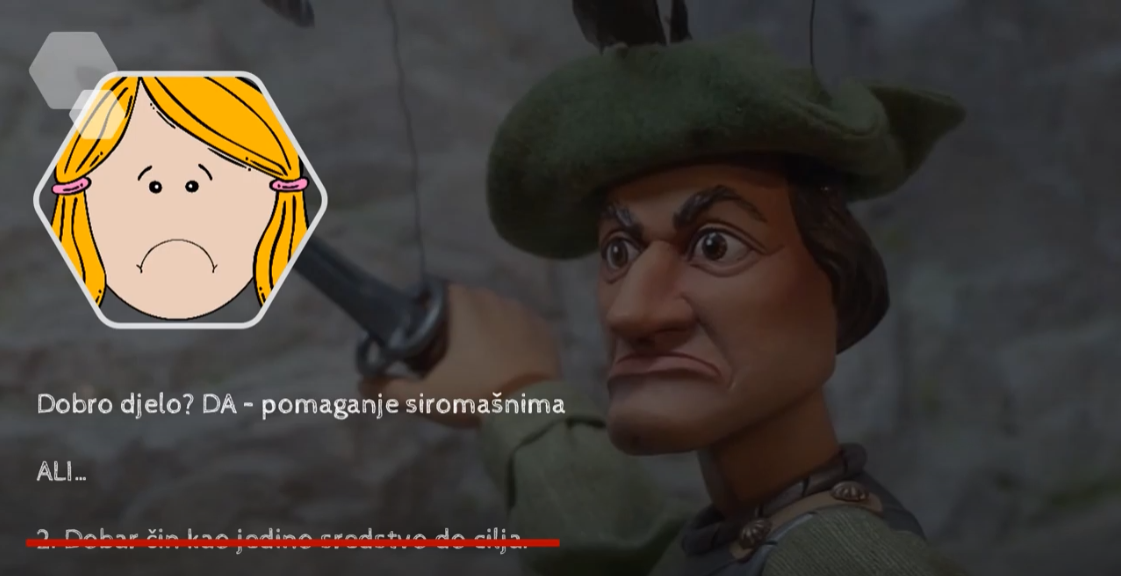 Dobro djelo? DA - pomaganje siromašnima
ALI...
2. Dobar čin kao jedino sredstvo do cilja.